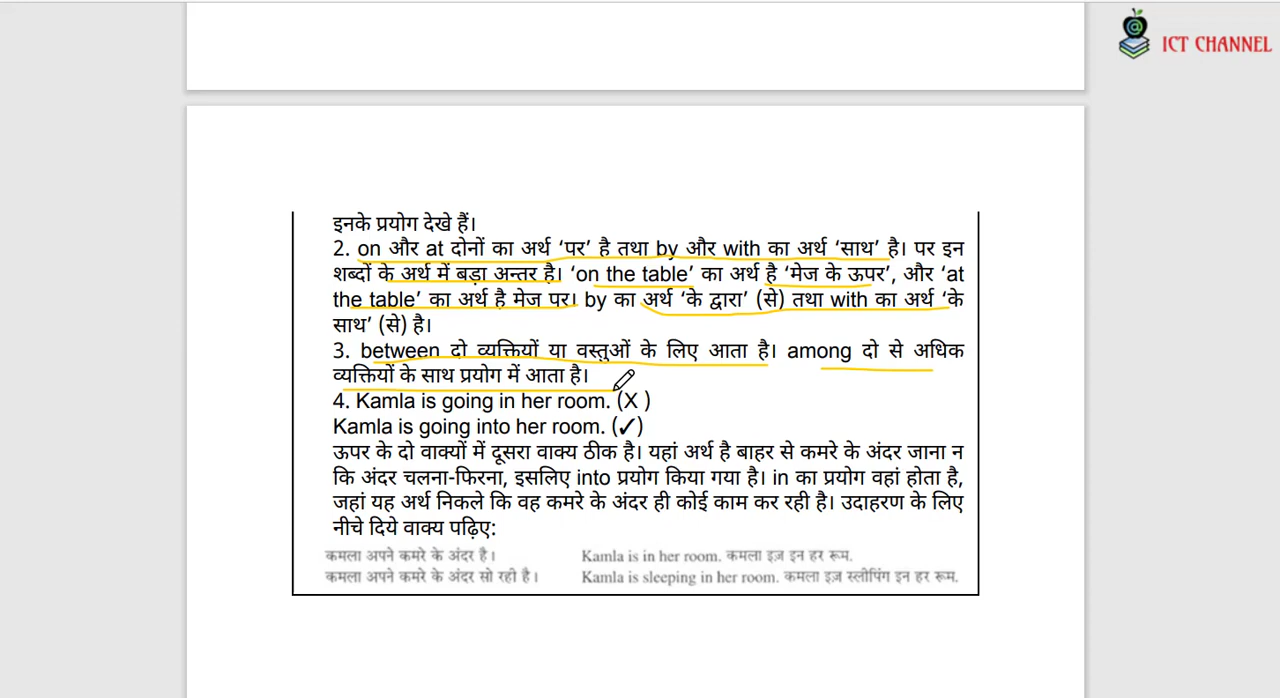 ICT CHANNEL
इनके प्रयोग देखे हैं।
2. on और at दोनों का अर्थ ‘पर’ है तथा by और with का अर्थ ‘साथ’ है। पर इन
शब्दों के अर्थ में बड़ा अन्तर है। ‘on the table’ का अर्थ है ‘मेज के ऊपर’, और ‘at
the table’ का अर्थ है मेज पर। by का अर्थ ‘के द्वारा’ (से) तथा with का अर्थ ‘के
साथ’ (से) है।
3. between दो व्यक्तियों या वस्तुओं के लिए आता है। among दो से अधिक
व्यक्तियों के साथ प्रयोग में आता है।
4. Kamla is going in her room. (X )
Kamla is going into her room. (✓)
ऊपर के दो वाक्यों में दूसरा वाक्य ठीक है। यहां अर्थ है बाहर से कमरे के अंदर जाना न
कि अंदर चलना-फिरना, इसलिए into प्रयोग किया गया है। in का प्रयोग वहां होता है,
जहां यह अर्थ निकले कि वह कमरे के अंदर ही कोई काम कर रही है। उदाहरण के लिए
नीचे दिये वाक्य पढ़िए:
कमला अपने कमरे के अंदर है। Kamla is in her room. कमला इज़ इन हर रूम.
कमला अपने कमरे के अंदर सो रही है। Kamla is sleeping in her room. कमला इज़ स्लीपिंग इन हर रूम.